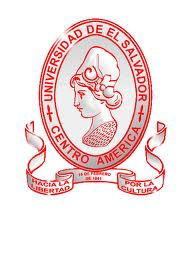 UNIVERSIDAD DE EL SALVADOR
CENTRO AMERICA
HACIA LA
LIBERTAD
16 DE FEBRERO
DE 1841
POR LA
CULTURA